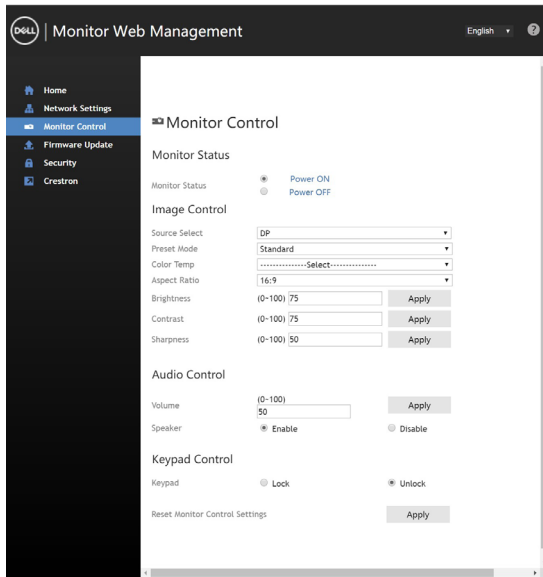 DELL | Monitor Web Management
English
?
Home
Network Settings
Monitor Control
Firmware Update
Security
Crestron
Monitor Control
Monitor Status
Monitor Status
Power ON
Power OFF
Image Control
Source Select DP
Preset Mode Standard
Color Temp ---------------Select---------------
Aspect Ratio 16:9
Brightness (0~100) 75 Apply
Contrast (0~100) 75 Apply
Sharpness (0~100) 50 Apply
Audio Control
Volume (0~100) 50 Apply
Speaker Enable Disable
Keypad Control
Keypad Lock Unlock
Reset Monitor Control Settings Apply